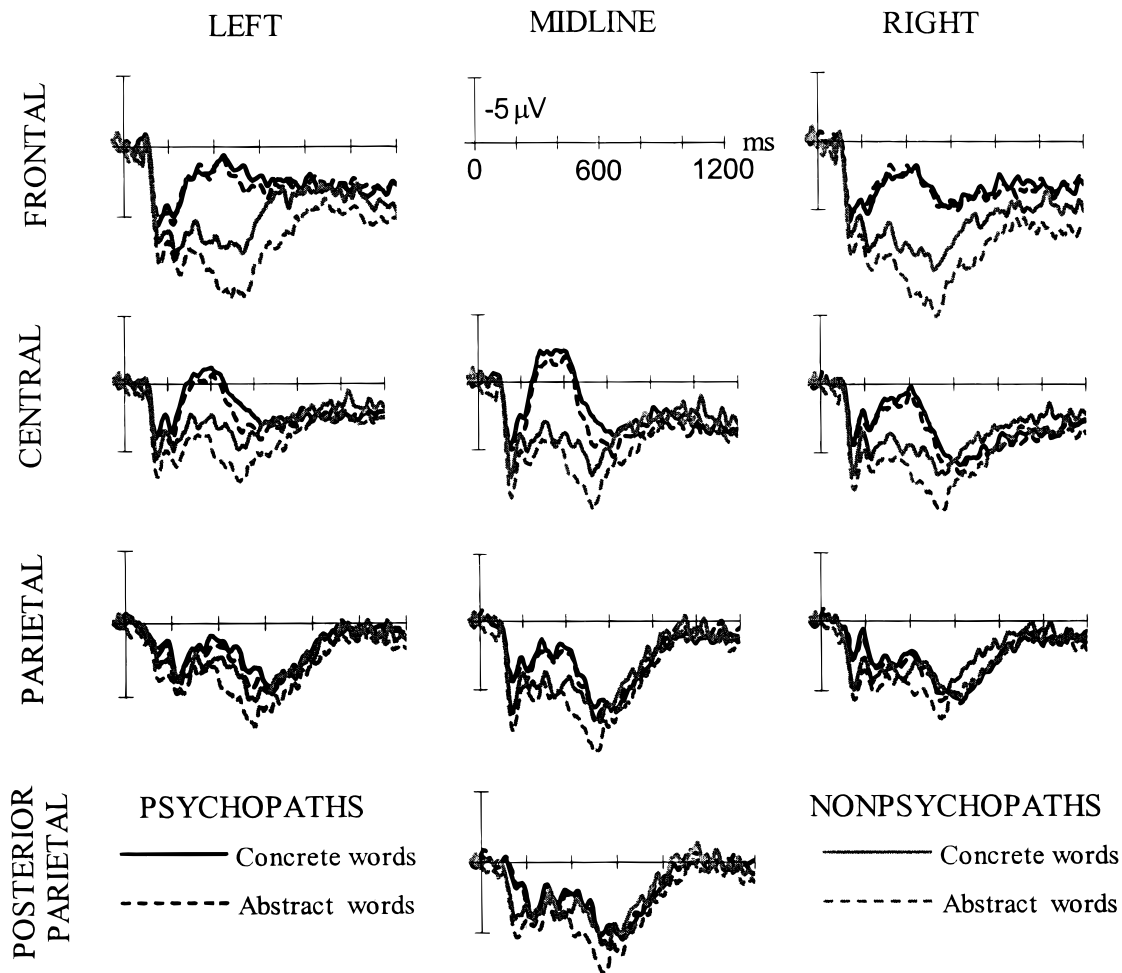 LEFT MIDLINE RIGHT
FRONTAL
-5 μV
ms
0 600 1200
CENTRAL
PARIETAL
POSTERIOR
PARIETAL
PSYCHOPATHS
Concrete words
Abstract words
NONPSYCHOPATHS
Concrete words
Abstract words